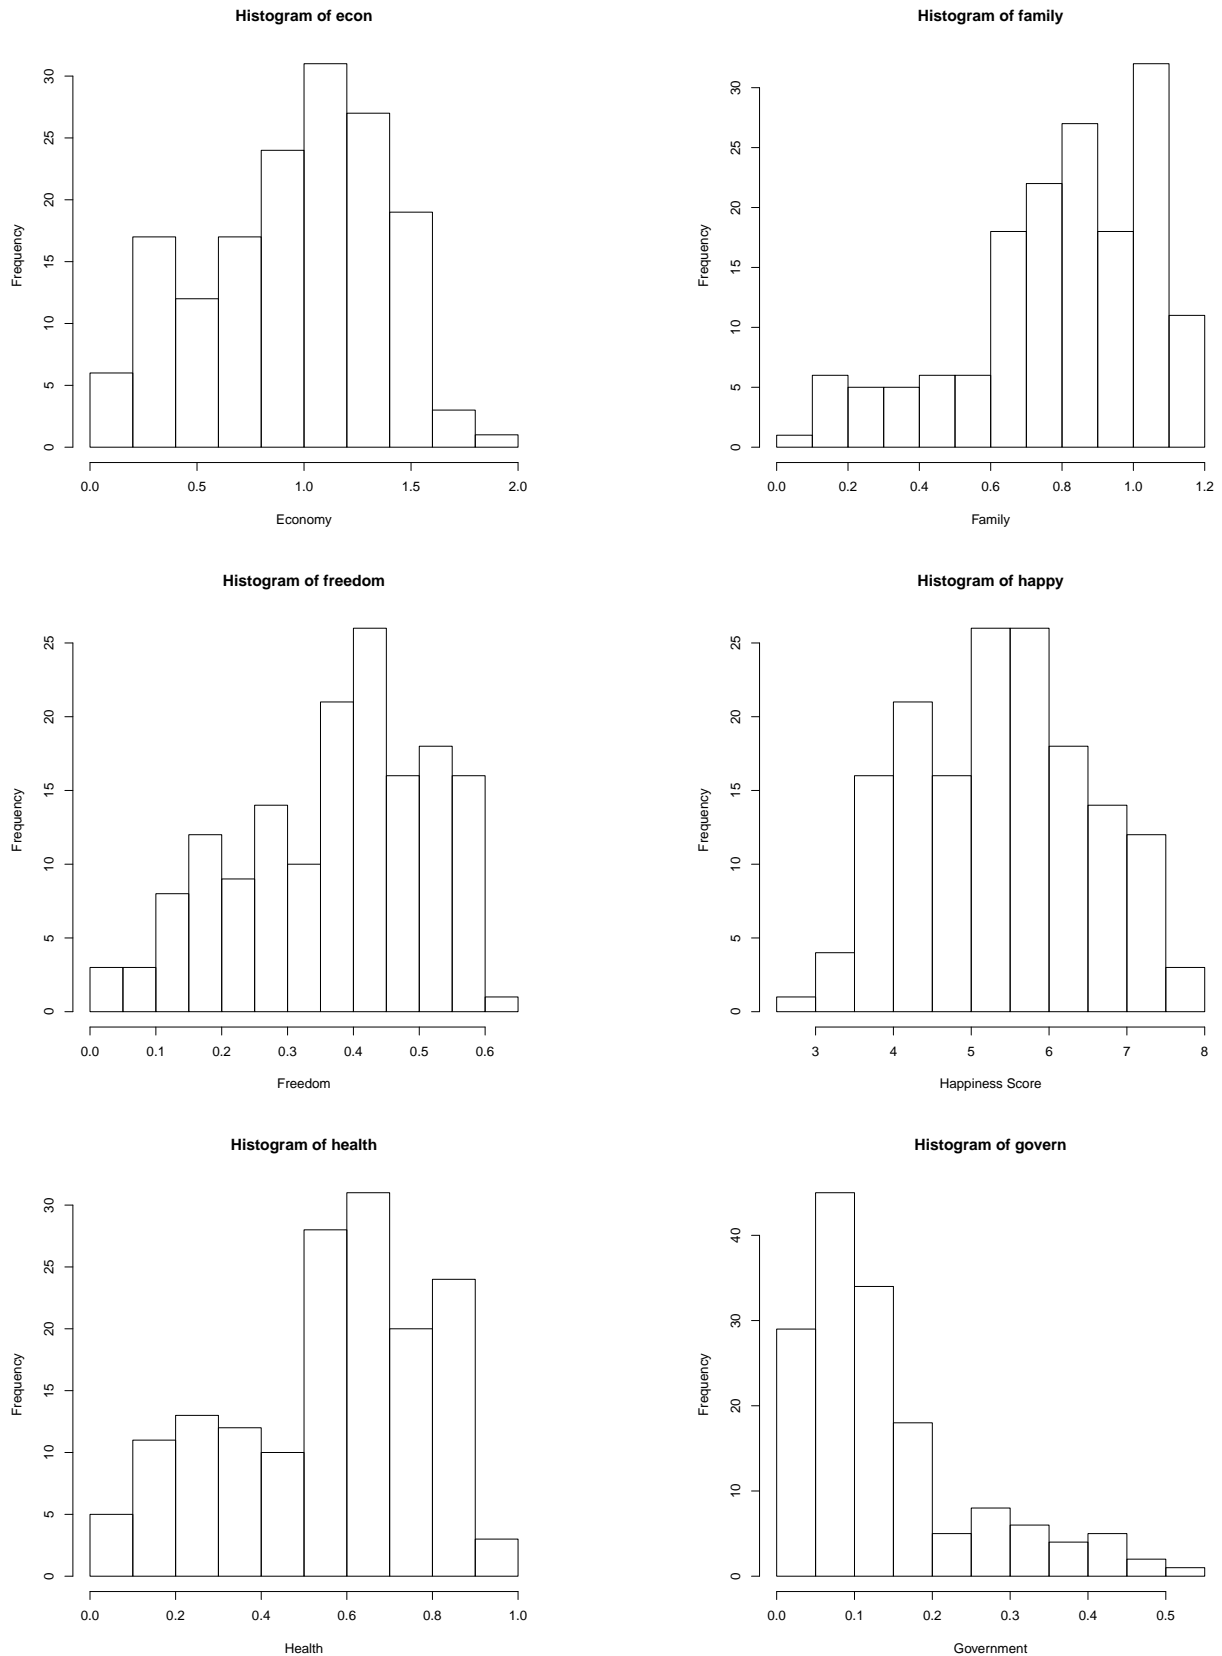 Histogram of econ
Frequency
0
5
10
15
20
25
30
0.0 0.5 1.0 1.5 2.0
Economy
Histogram of family
Frequency
0
5
10
15
20
25
30
0.0 0.2 0.4 0.6 0.8 1.0 1.2
Family
Histogram of freedom
Frequency
0
5
10
15
20
25
0.0 0.1 0.2 0.3 0.4 0.5 0.6
Freedom
Histogram of happy
Frequency
0
5
10
15
20
25
3 4 5 6 7 8
Happiness Score
Histogram of health
Frequency
0
5
10
15
20
25
30
0.0 0.2 0.4 0.6 0.8 1.0
Health
Histogram of govern
Frequency
0
10
20
30
40
0.0 0.1 0.2 0.3 0.4 0.5
Government